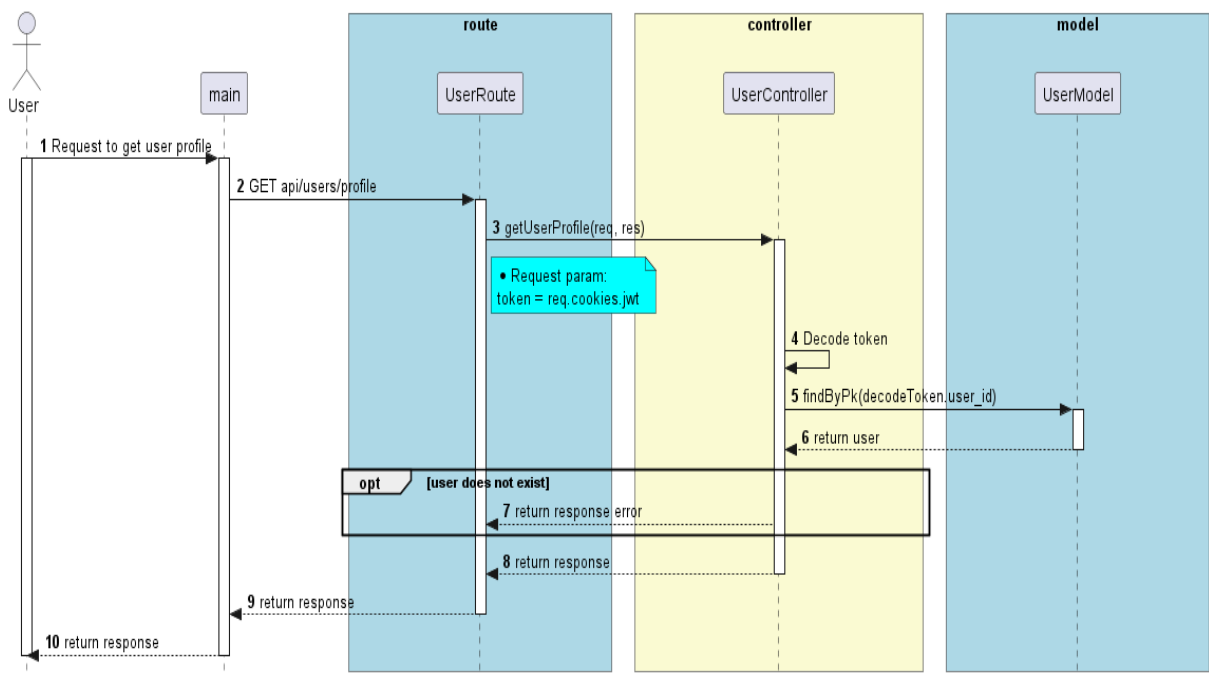 route
controller
model
User
main
UserRoute
UserController
UserModel
1 Request to get user profile
2 GET api/users/profile
3 getUserProfile(req, res)
• Request param:
token = req.cookies.jwt
4 Decode token
5 findByPk(decodeToken.user_id)
6 return user
opt [user does not exist]
7 return response error
8 return response
9 return response
10 return response